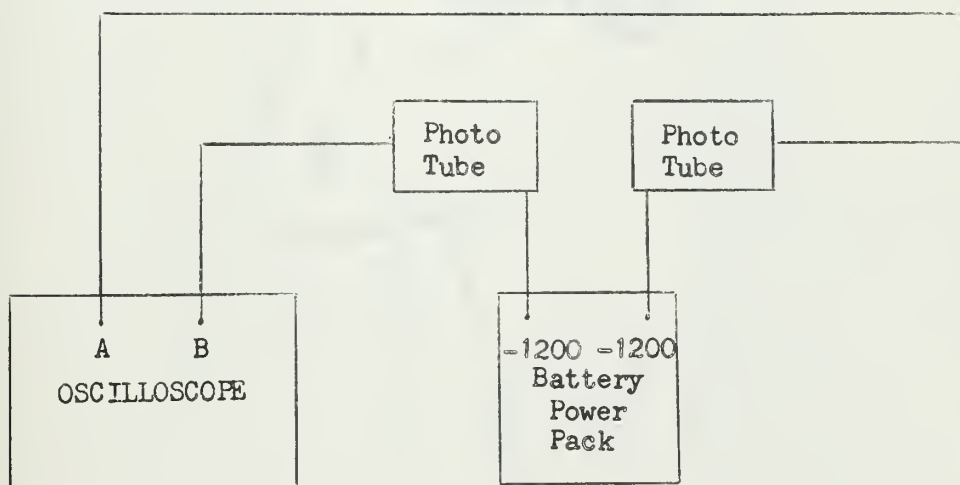 Photo
Tube
Photo
Tube
A B
OSCILLOSCOPE
-1200 -1200
Battery
Power
Pack